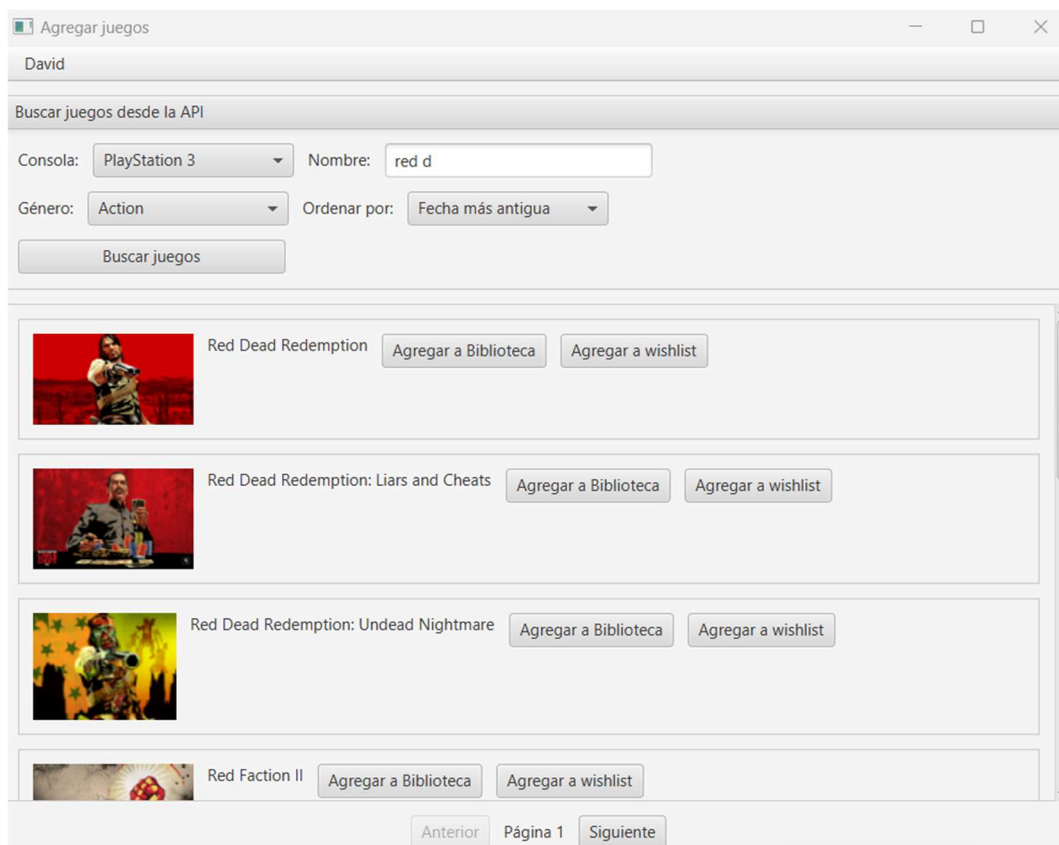 Agregar juegos
David
Buscar juegos desde la API
Consola: PlayStation 3 Nombre: red d
Género: Action Ordenar por: Fecha más antigua
Buscar juegos
Red Dead Redemption Agregar a Biblioteca Agregar a wishlist
Red Dead Redemption: Liars and Cheats Agregar a Biblioteca Agregar a wishlist
Red Dead Redemption: Undead Nightmare Agregar a Biblioteca Agregar a wishlist
Red Faction II Agregar a Biblioteca Agregar a wishlist
Anterior Página 1 Siguiente